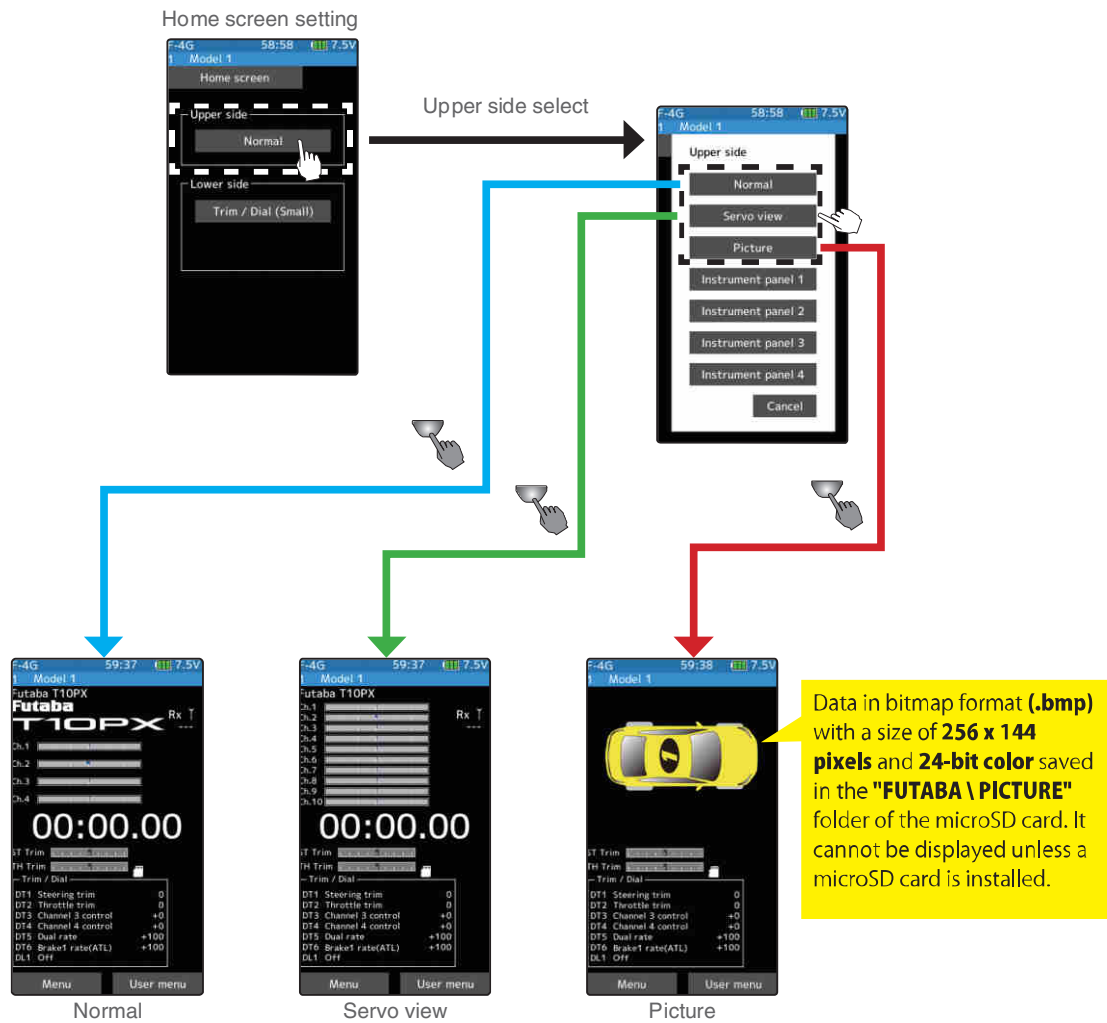 Home screen setting
F-4G 58:58 7.5V
1 Model 1
Home screen
Upper side
Normal
Lower side
Trim / Dial (Small)
Upper side select
F-4G 58:58 7.5V
1 Model 1
Upper side
Normal
Servo view
Picture
Instrument panel 1
Instrument panel 2
Instrument panel 3
Instrument panel 4
Cancel
F-4G 59:37 7.5V
1 Model 1
Futaba T10PX
Futaba
T10PX
Rx
---
Ch.1
Ch.2
Ch.3
Ch.4
00:00.00
ST Trim
TH Trim
Trim / Dial
DT1 Steering trim 0
DT2 Throttle trim 0
DT3 Channel 3 control +0
DT4 Channel 4 control +0
DT5 Dual rate +100
DT6 Brake1 rate(ATL) +100
DL1 Off
Menu User menu
Normal
F-4G 59:37 7.5V
1 Model 1
Futaba T10PX
Rx
---
Ch.1
Ch.2
Ch.3
Ch.4
Ch.5
Ch.6
Ch.7
Ch.8
Ch.9
Ch.10
00:00.00
ST Trim
TH Trim
Trim / Dial
DT1 Steering trim 0
DT2 Throttle trim 0
DT3 Channel 3 control +0
DT4 Channel 4 control +0
DT5 Dual rate +100
DT6 Brake1 rate(ATL) +100
DL1 Off
Menu User menu
Servo view
F-4G 59:38 7.5V
1 Model 1
1
ST Trim
TH Trim
Trim / Dial
DT1 Steering trim 0
DT2 Throttle trim 0
DT3 Channel 3 control +0
DT4 Channel 4 control +0
DT5 Dual rate +100
DT6 Brake1 rate(ATL) +100
DL1 Off
Menu User menu
Picture
Data in bitmap format (.bmp)
with a size of 256 x 144
pixels and 24-bit color saved
in the "FUTABA \ PICTURE"
folder of the microSD card. It
cannot be displayed unless a
microSD card is installed.